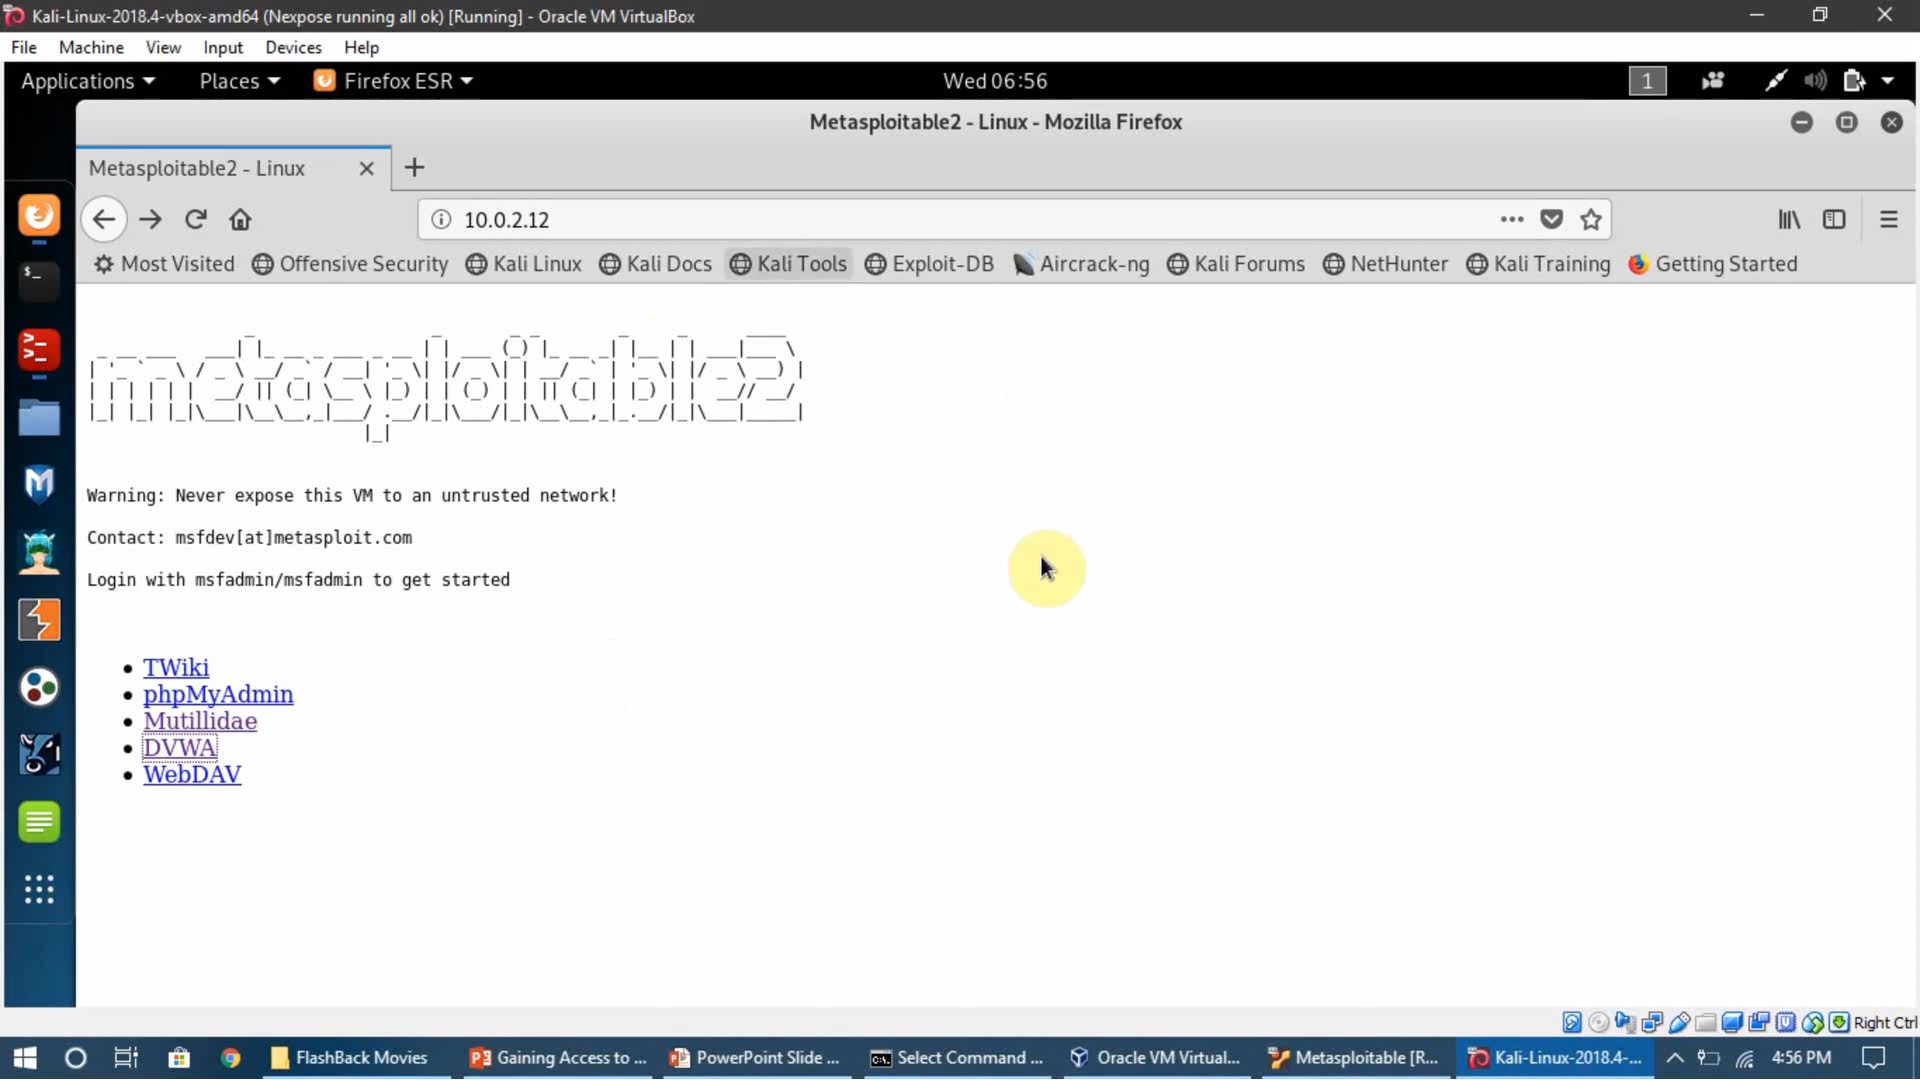 Kali-Linux-2018.4-vbox-amd64 (Nexpose running all ok) [Running] - Oracle VM VirtualBox
File Machine View Input Devices Help
Applications Places Firefox ESR Wed 06:56 1
Metasploitable2 - Linux - Mozilla Firefox
Metasploitable2 - Linux
10.0.2.12
Most Visited Offensive Security Kali Linux Kali Docs Kali Tools Exploit-DB Aircrack-ng Kali Forums NetHunter Kali Training Getting Started
metasploitable2
Warning: Never expose this VM to an untrusted network!
Contact: msfdev[at]metasploit.com
Login with msfadmin/msfadmin to get started
TWiki
phpMyAdmin
Mutillidae
DVWA
WebDAV
Right Ctrl
FlashBack Movies Gaining Access to ... PowerPoint Slide ... Select Command ... Oracle VM Virtual... Metasploitable [R... Kali-Linux-2018.4-... 4:56 PM